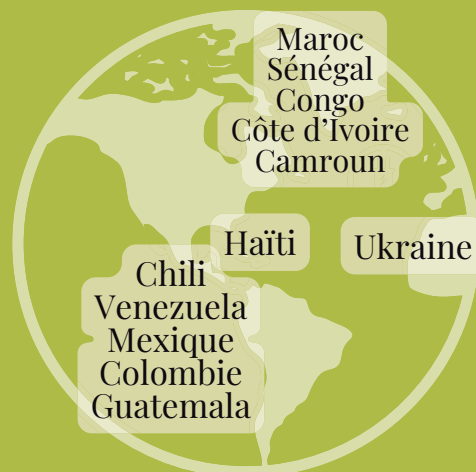 Maroc
Sénégal
Congo
Côte d'Ivoire
Camroun
Haïti
Ukraine
Chili
Venezuela
Mexique
Colombie
Guatemala